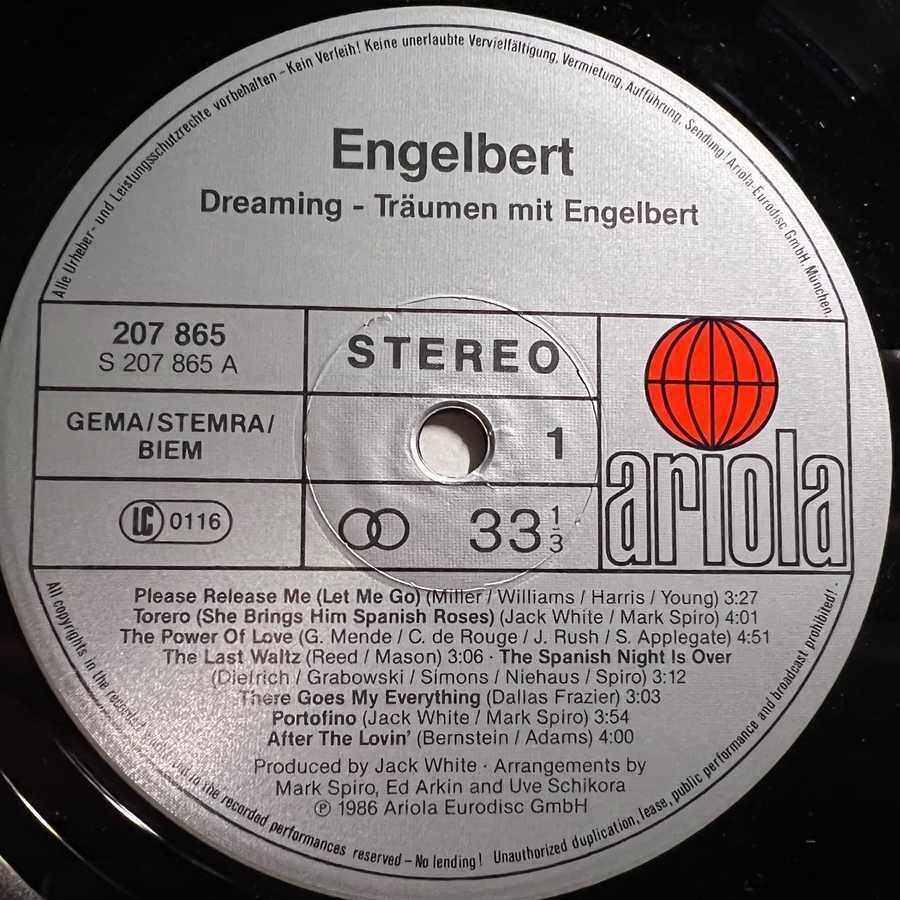 Alle Urheber- und Leistungsschutzrechte vorbehalten – Kein Verleih! Keine unerlaubte Vervielfältigung, Vermietung, Aufführung, Sendung! Ariola-Eurodisc GmbH, München.
Engelbert
Dreaming - Träumen mit Engelbert
207 865
S 207 865 A
STEREO
GEMA/STEMRA/
BIEM
1
LC 0116
33 1/3
ariola
Please Release Me (Let Me Go) (Miller / Williams / Harris / Young) 3:27
Torero (She Brings Him Spanish Roses) (Jack White / Mark Spiro) 4:01
The Power Of Love (G. Mende / C. de Rouge / J. Rush / S. Applegate) 4:51
The Last Waltz (Reed / Mason) 3:06 · The Spanish Night Is Over
(Dietrich / Grabowski / Simons / Niehaus / Spiro) 3:12
There Goes My Everything (Dallas Frazier) 3:03
Portofino (Jack White / Mark Spiro) 3:54
After The Lovin' (Bernstein / Adams) 4:00
Produced by Jack White · Arrangements by
Mark Spiro, Ed Arkin and Uve Schikora
℗ 1986 Ariola Eurodisc GmbH
All copyrights in the recorded in the recorded performances reserved – No lending! Unauthorized duplication, lease, public performance and broadcast prohibited!